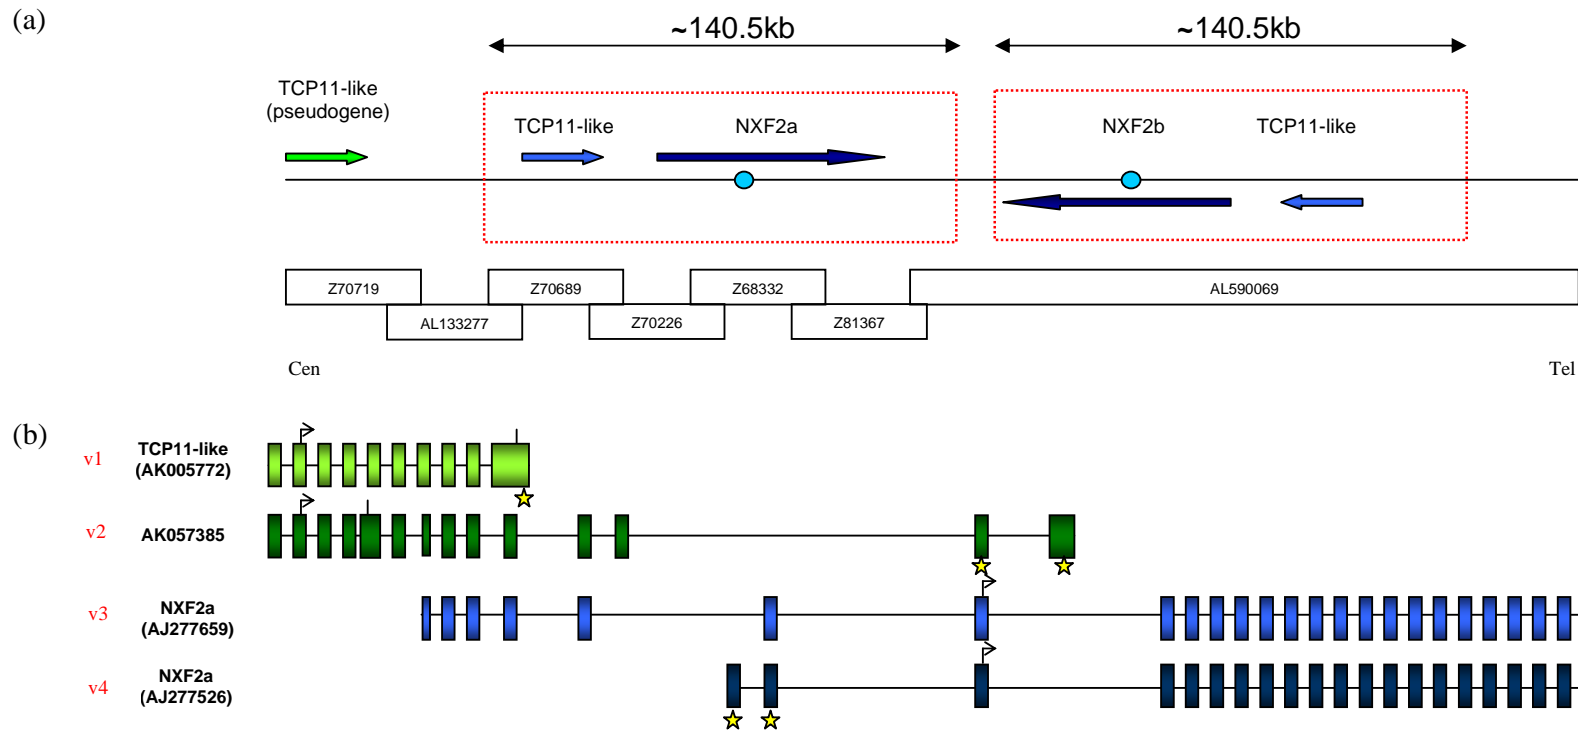 (a)
~140.5kb
~140.5kb
TCP11-like
(pseudogene)
TCP11-like
NXF2a
NXF2b
TCP11-like
Z70719
Z70689
Z68332
AL590069
AL133277
Z70226
Z81367
Cen
Tel
(b)
v1
TCP11-like
(AK005772)
v2
AK057385
v3
NXF2a
(AJ277659)
v4
NXF2a
(AJ277526)